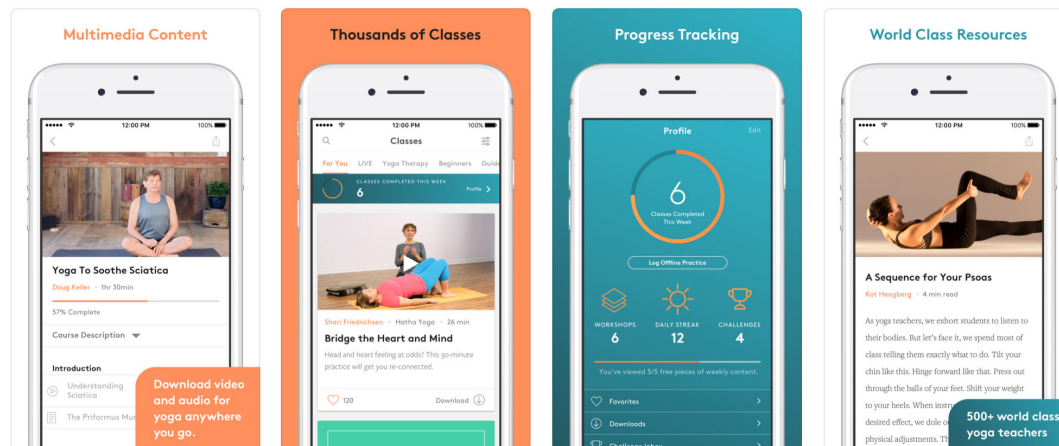 Multimedia Content
12:00 PM
100%
Yoga To Soothe Sciatica
Doug Keller • 1hr 30min
57% Complete
Course Description
Introduction
Understanding
Sciatica
The Priformus Mus
Download video
and audio for
yoga anywhere
you go.
Thousands of Classes
12:00 PM
100%
Classes
For You LIVE Yoga Therapy Beginners Guid
CLASSES COMPLETED THIS WEEK
6
Profile
Shari Friedrichsen • Hatha Yoga • 26 min
Bridge the Heart and Mind
Head and heart feeling at odds? This 30-minute
practice will get you re-connected.
120
Download
Progress Tracking
Profile
Edit
6
Classes Completed
This Week
Log Offline Practice
WORKSHOPS DAILY STREAK CHALLENGES
6 12 4
You've viewed 3/5 free pieces of weekly content.
Favorites
Downloads
Challenge Inbox
World Class Resources
12:00 PM
100%
A Sequence for Your Psoas
Kat Heagberg • 4 min read
As yoga teachers, we exhort students to listen to
their bodies. But let's face it, we spend most of
class telling them exactly what to do. Tilt your
chin like this. Hinge forward like that. Press out
through the balls of your feet. Shift your weight
to your heels. When instru
desired effect, we dole o
physical adjustments. Th
500+ world class
yoga teachers